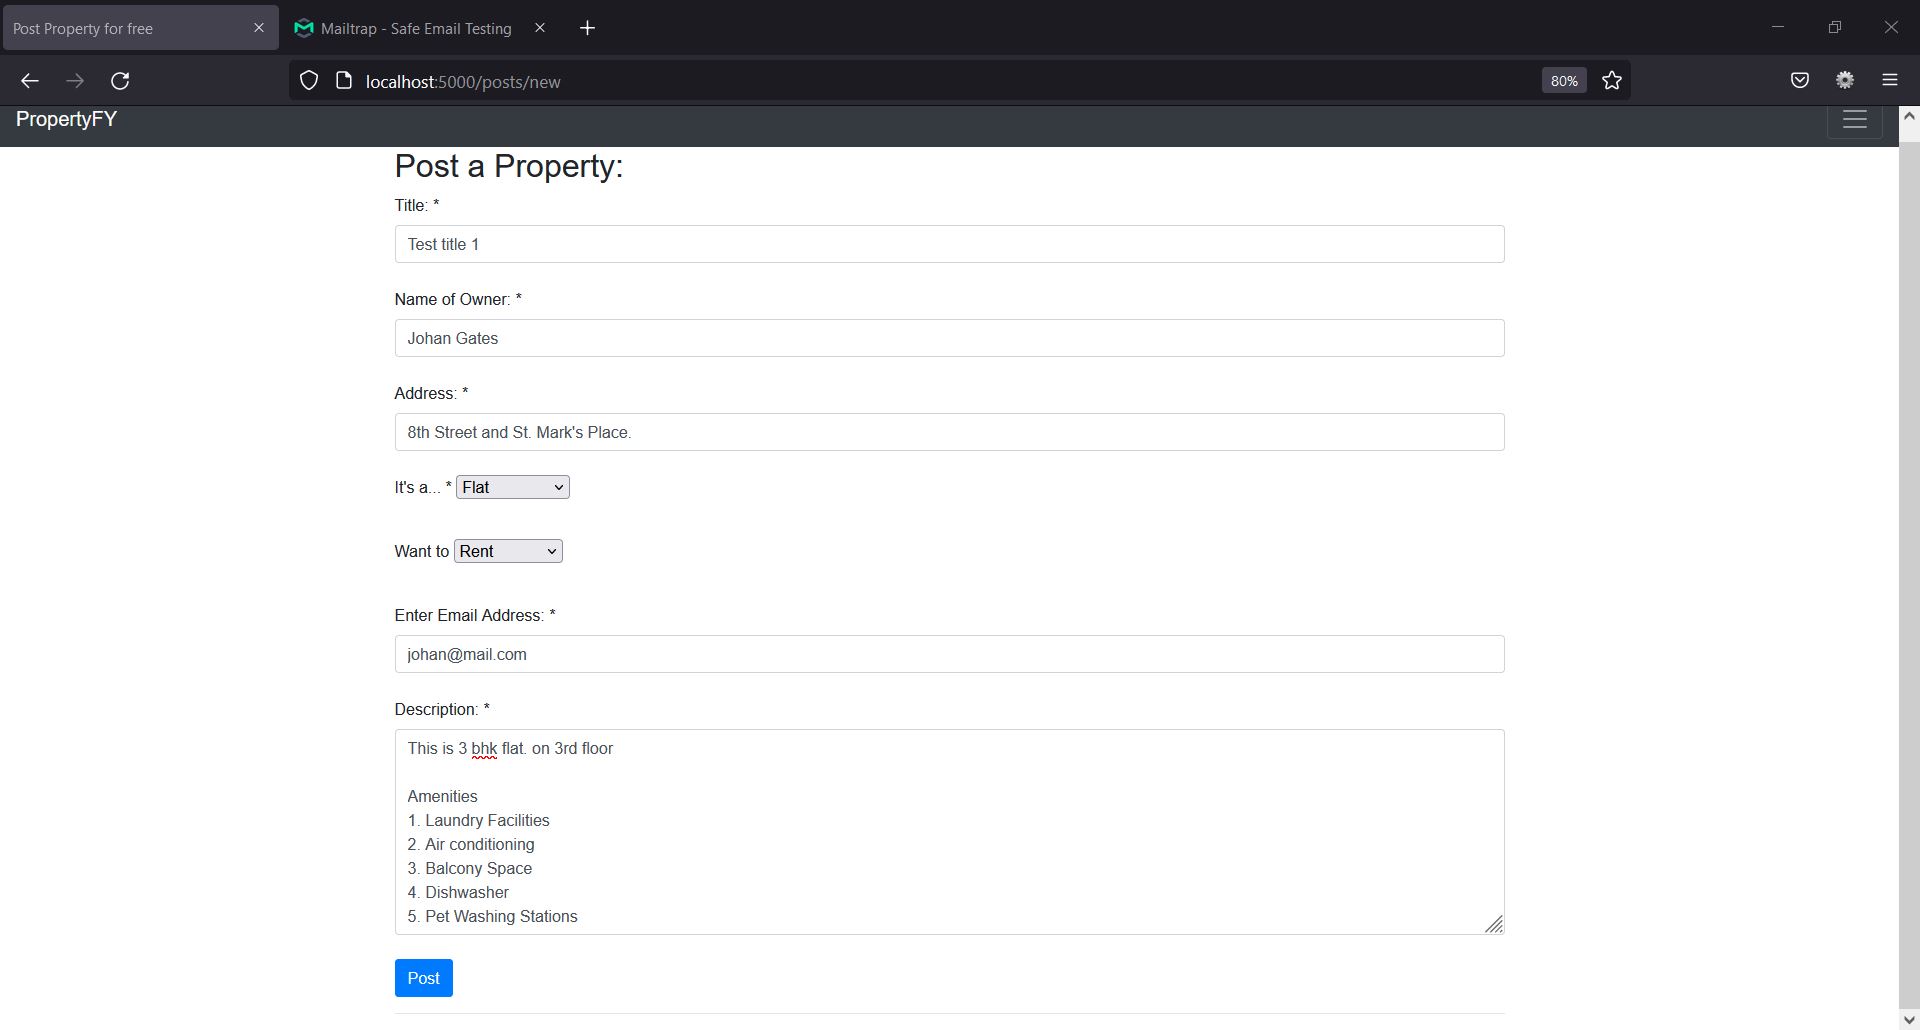 Post Property for free
Mailtrap - Safe Email Testing
localhost:5000/posts/new
80%
PropertyFY
Post a Property:
Title: *
Test title 1
Name of Owner: *
Johan Gates
Address: *
8th Street and St. Mark's Place.
It's a... * Flat
Want to Rent
Enter Email Address: *
johan@mail.com
Description: *
This is 3 bhk flat. on 3rd floor
Amenities
1. Laundry Facilities
2. Air conditioning
3. Balcony Space
4. Dishwasher
5. Pet Washing Stations
Post